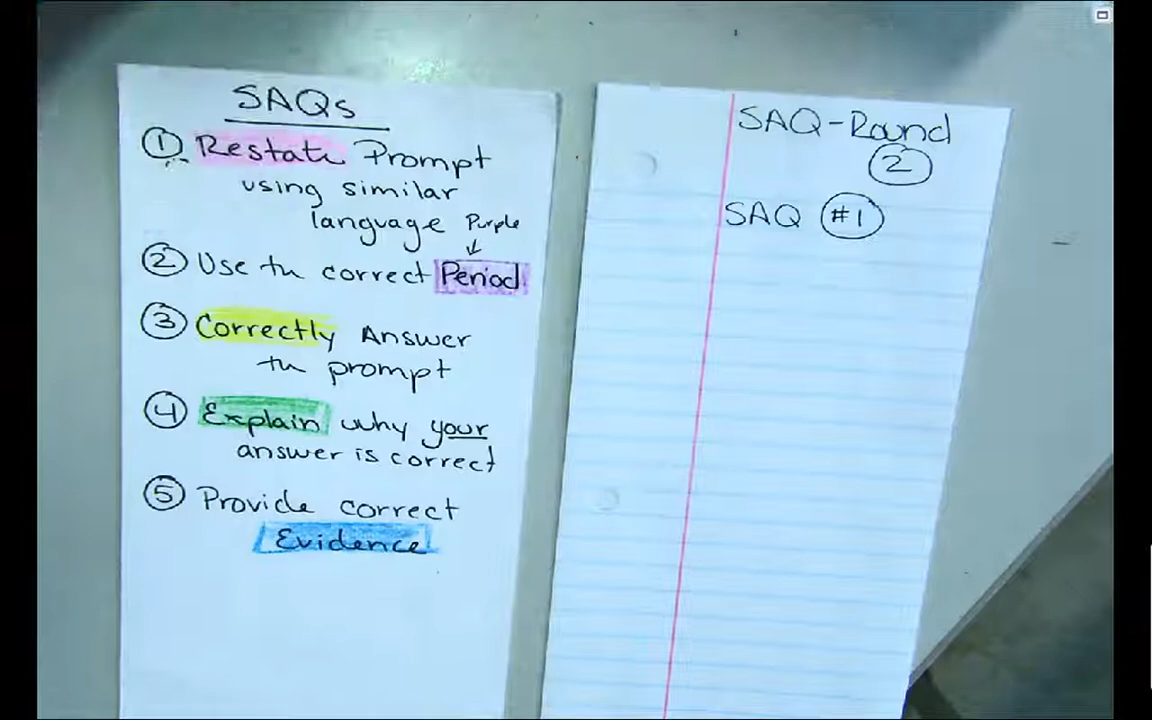 SAQs
① Restate Prompt
using similar
language Purple
↓
② Use the correct Period
③ Correctly Answer
the prompt
④ Explain why your
answer is correct
⑤ Provide correct
Evidence
SAQ-Round
②
SAQ #1